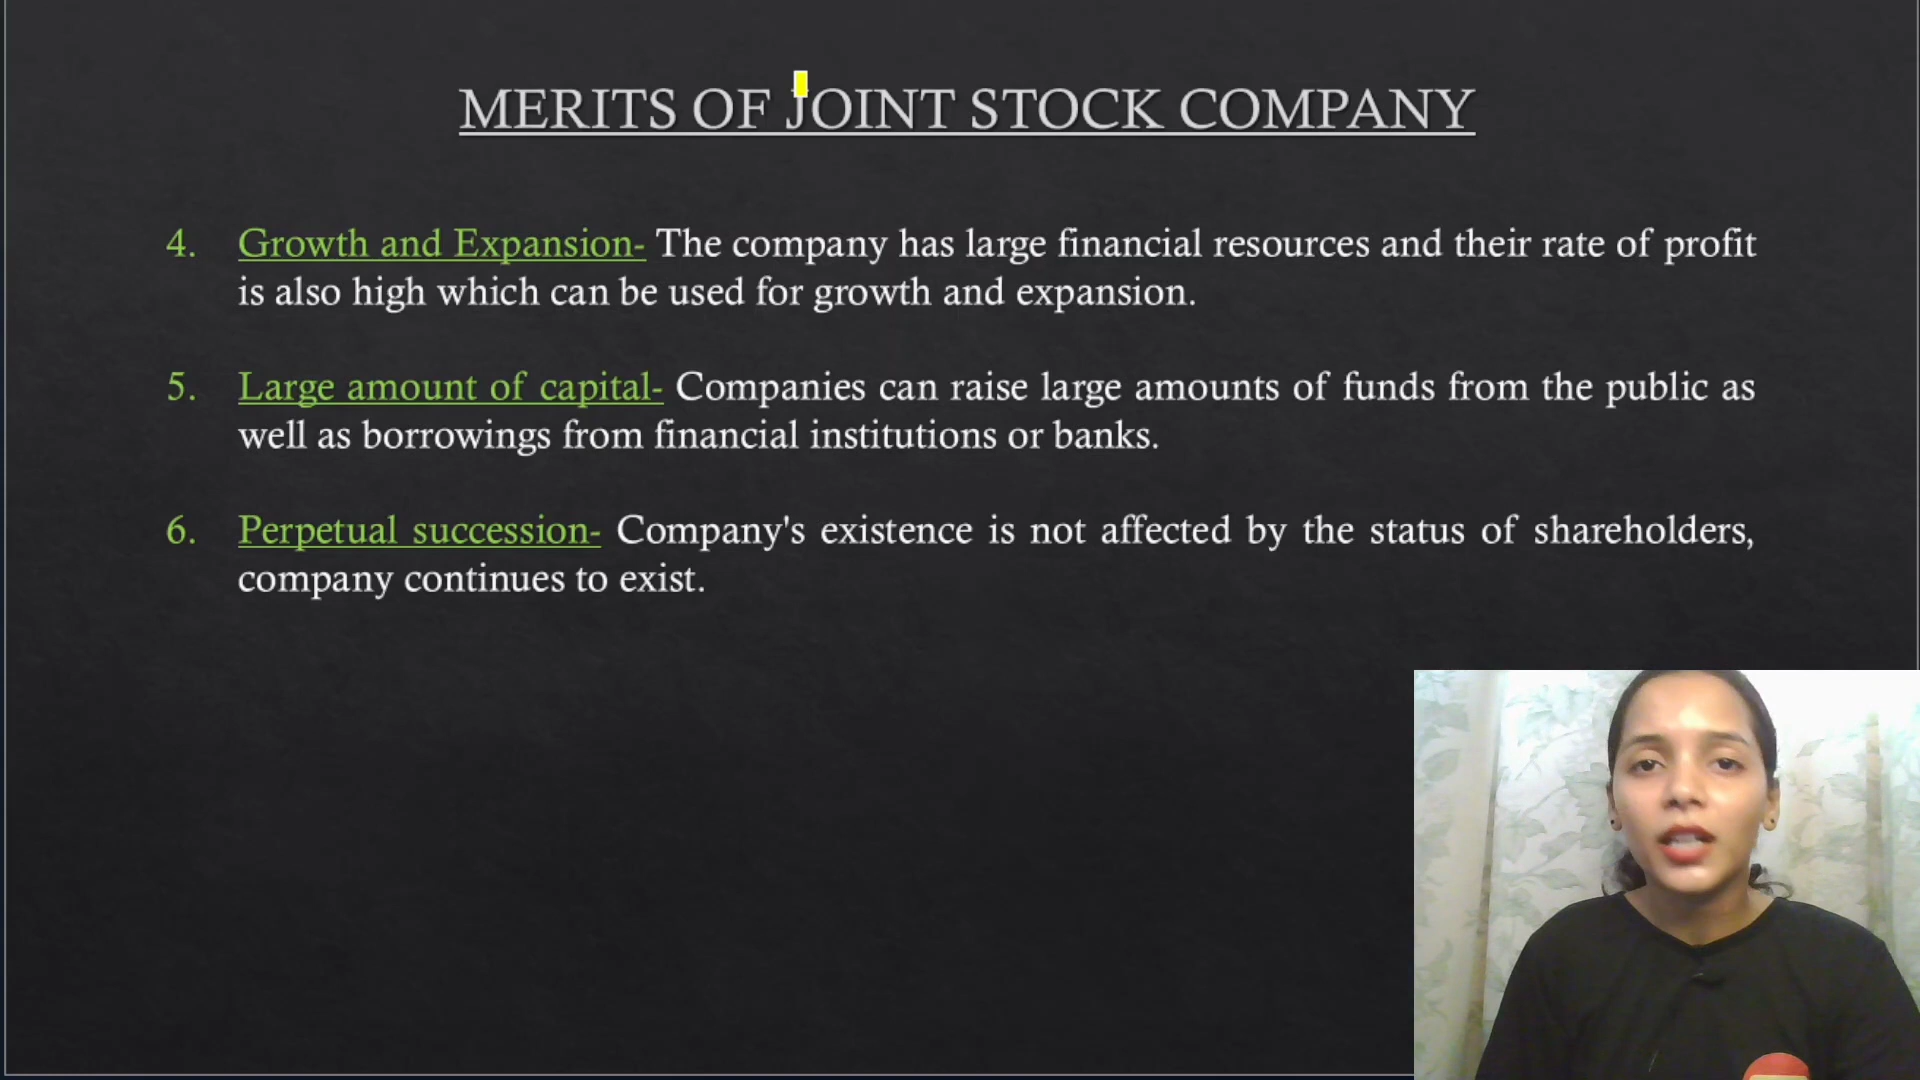 MERITS OF JOINT STOCK COMPANY
4. Growth and Expansion- The company has large financial resources and their rate of profit
is also high which can be used for growth and expansion.
5. Large amount of capital- Companies can raise large amounts of funds from the public as
well as borrowings from financial institutions or banks.
6. Perpetual succession- Company's existence is not affected by the status of shareholders,
company continues to exist.